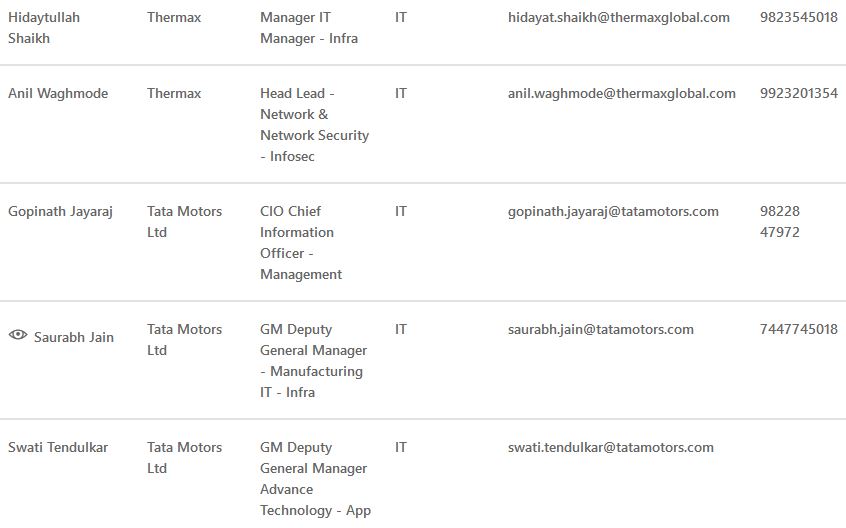 Hidaytullah Shaikh Thermax Manager IT Manager - Infra IT hidayat.shaikh@thermaxglobal.com 9823545018
Anil Waghmode Thermax Head Lead - Network & Network Security - Infosec IT anil.waghmode@thermaxglobal.com 9923201354
Gopinath Jayaraj Tata Motors Ltd CIO Chief Information Officer - Management IT gopinath.jayaraj@tatamotors.com 98228 47972
Saurabh Jain Tata Motors Ltd GM Deputy General Manager - Manufacturing IT - Infra IT saurabh.jain@tatamotors.com 7447745018
Swati Tendulkar Tata Motors Ltd GM Deputy General Manager Advance Technology - App IT swati.tendulkar@tatamotors.com